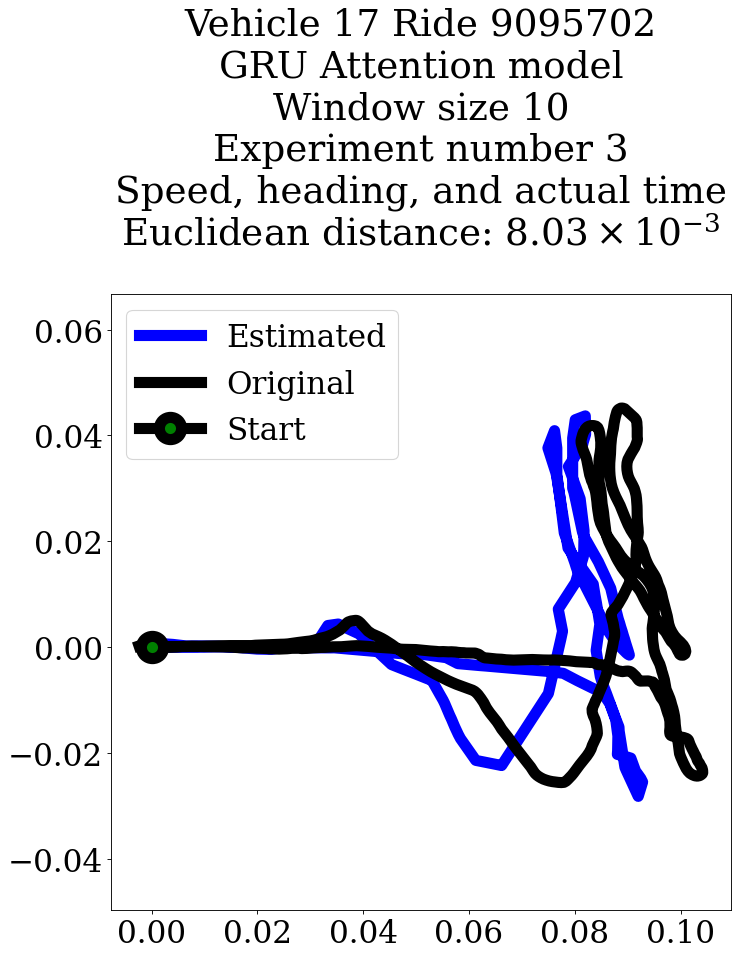 Vehicle 17 Ride 9095702
GRU Attention model
Window size 10
Experiment number 3
Speed, heading, and actual time
Euclidean distance: 8.03 × 10⁻³
Estimated
Original
Start
0.06
0.04
0.02
0.00
−0.02
−0.04
0.00 0.02 0.04 0.06 0.08 0.10